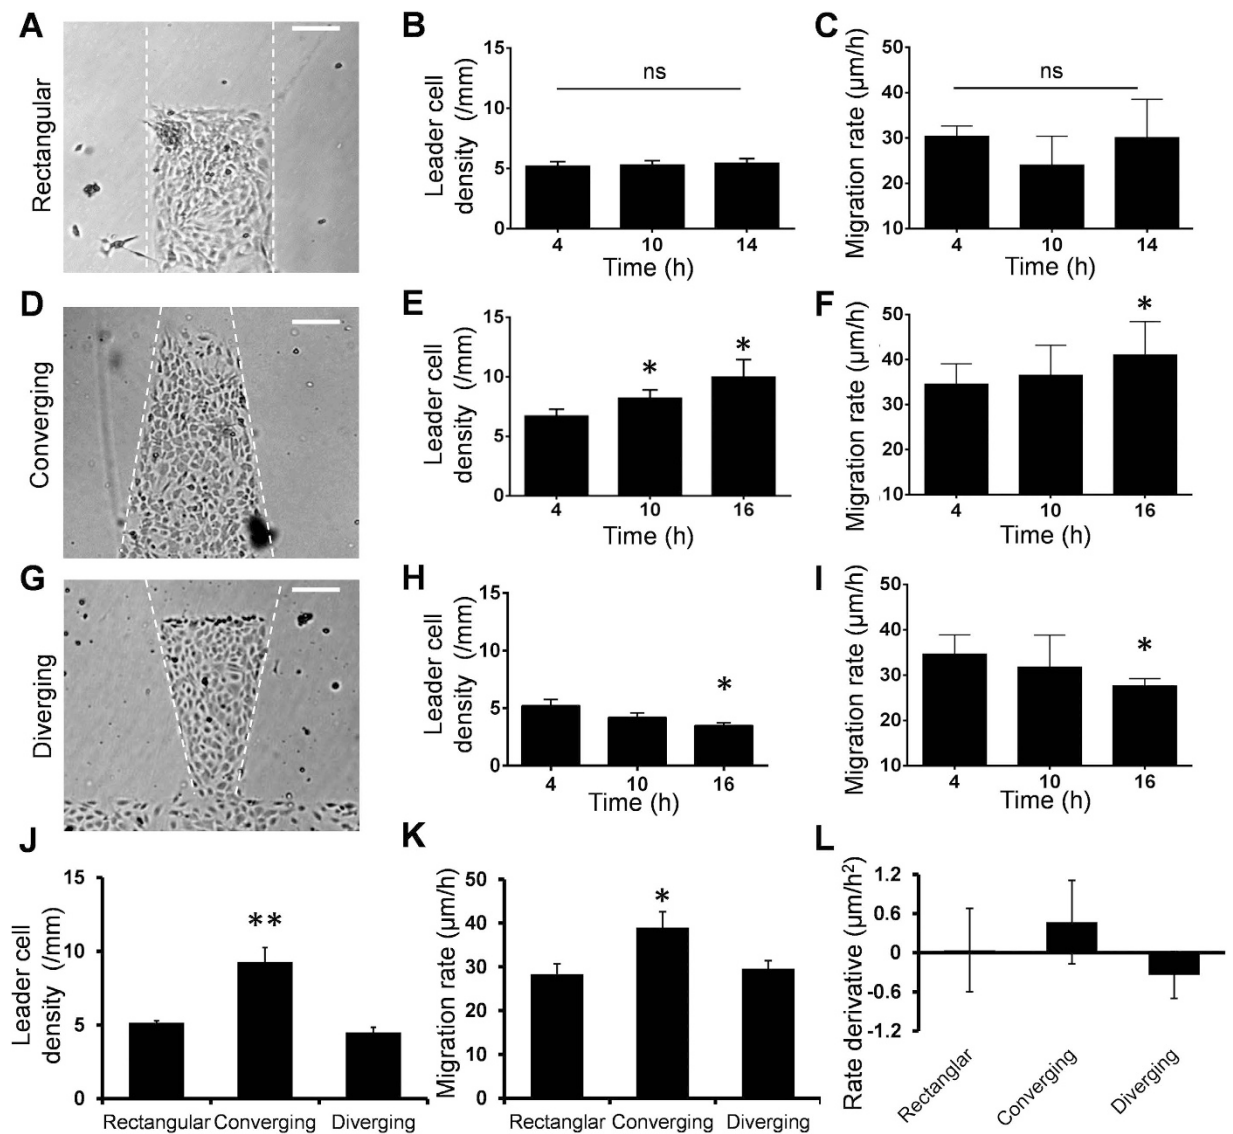 A
Rectangular
B
Leader cell
density (/mm)
15
10
5
0
ns
4 10 14
Time (h)
C
Migration rate (µm/h)
50
40
30
20
10
ns
4 10 14
Time (h)
D
Converging
E
Leader cell
density (/mm)
15
10
5
0
*
*
4 10 16
Time (h)
F
Migration rate (µm/h)
50
40
30
20
10
*
4 10 16
Time (h)
G
Diverging
H
Leader cell
density (/mm)
15
10
5
0
*
4 10 16
Time (h)
I
Migration rate (µm/h)
50
40
30
20
10
*
4 10 16
Time (h)
J
Leader cell
density (/mm)
15
10
5
0
**
Rectangular Converging Diverging
K
Migration rate (µm/h)
50
40
30
20
10
0
*
Rectanglar Converging Diverging
L
Rate derivative (µm/h²)
1.2
0.6
0
-0.6
-1.2
Rectanglar
Converging
Diverging